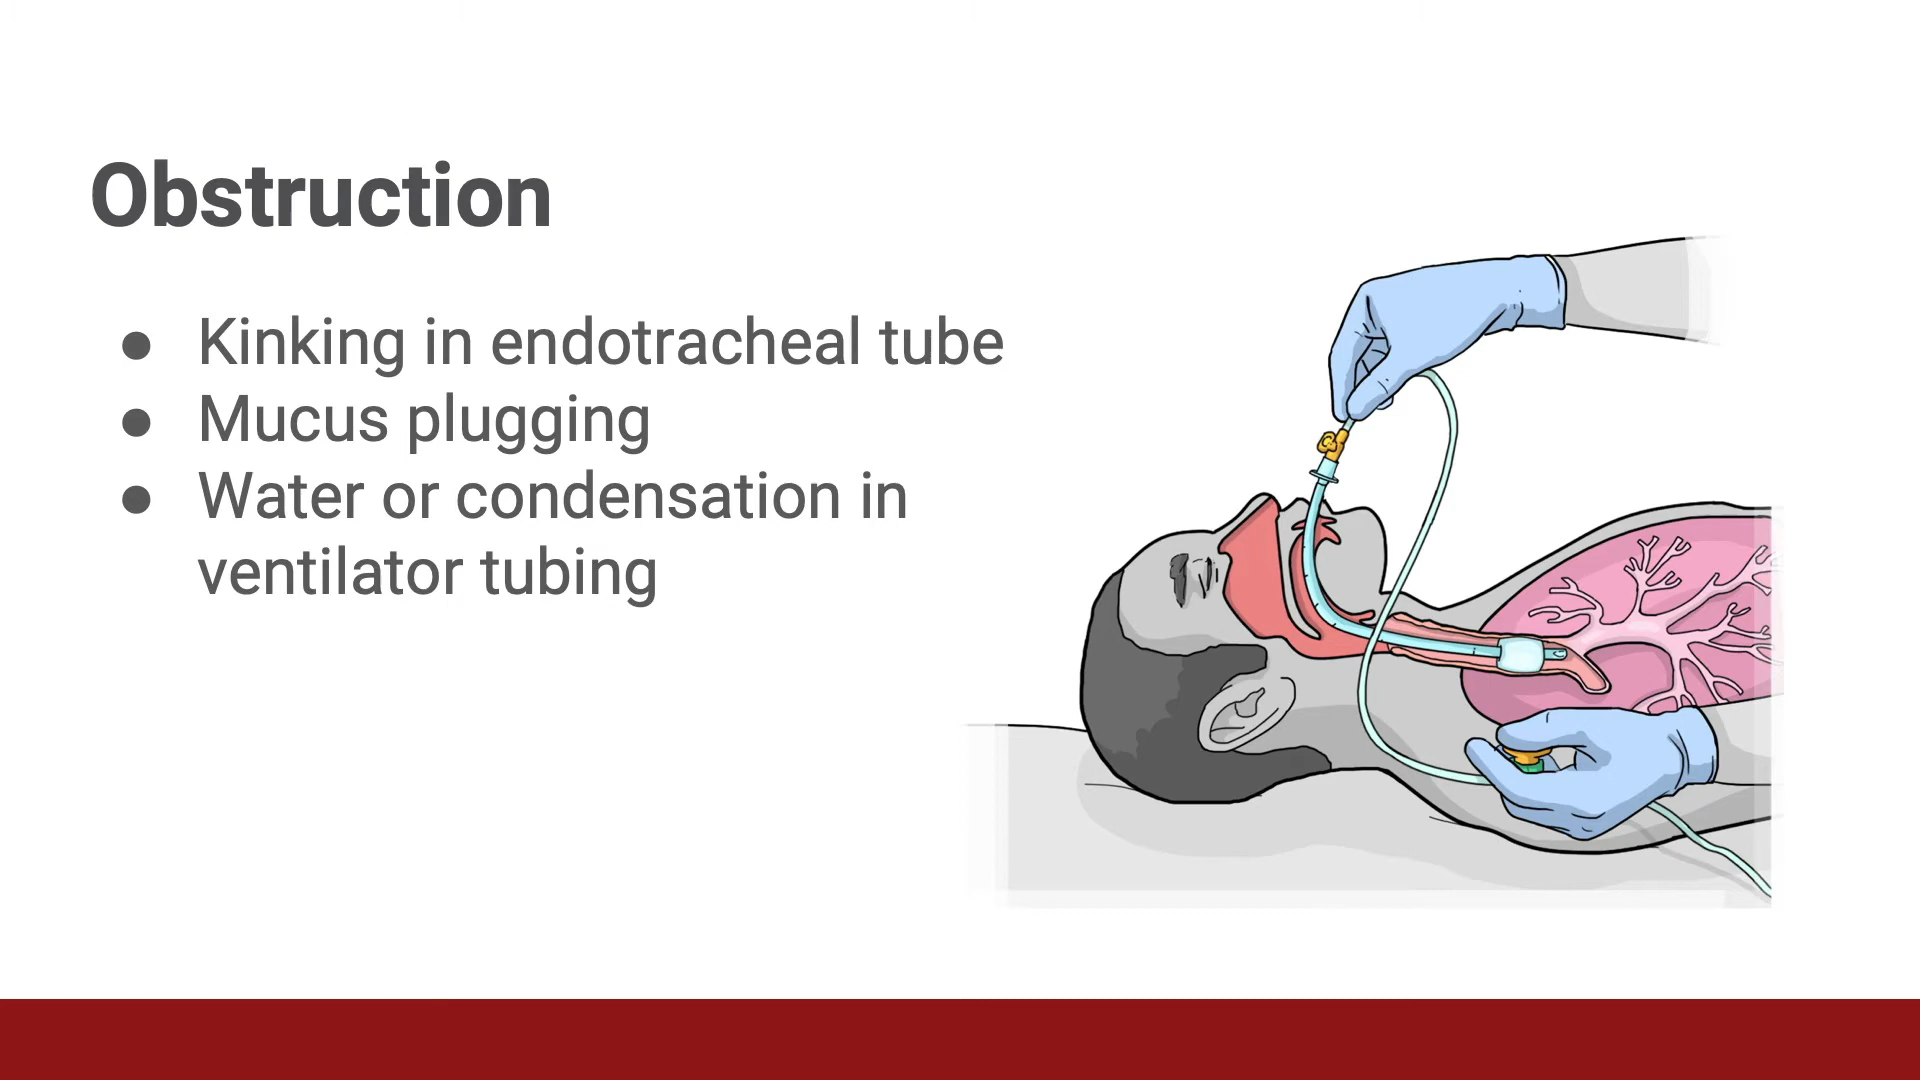 Obstruction
● Kinking in endotracheal tube
● Mucus plugging
● Water or condensation in
ventilator tubing